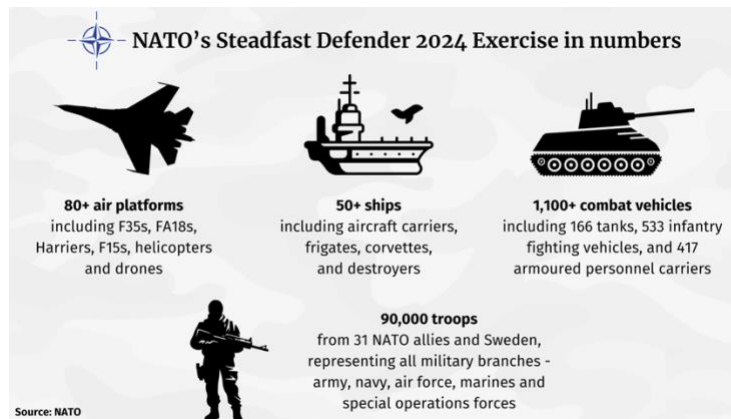 NATO’s Steadfast Defender 2024 Exercise in numbers
80+ air platforms
including F35s, FA18s,
Harriers, F15s, helicopters
and drones
50+ ships
including aircraft carriers,
frigates, corvettes,
and destroyers
1,100+ combat vehicles
including 166 tanks, 533 infantry
fighting vehicles, and 417
armoured personnel carriers
90,000 troops
from 31 NATO allies and Sweden,
representing all military branches -
army, navy, air force, marines and
special operations forces
Source: NATO